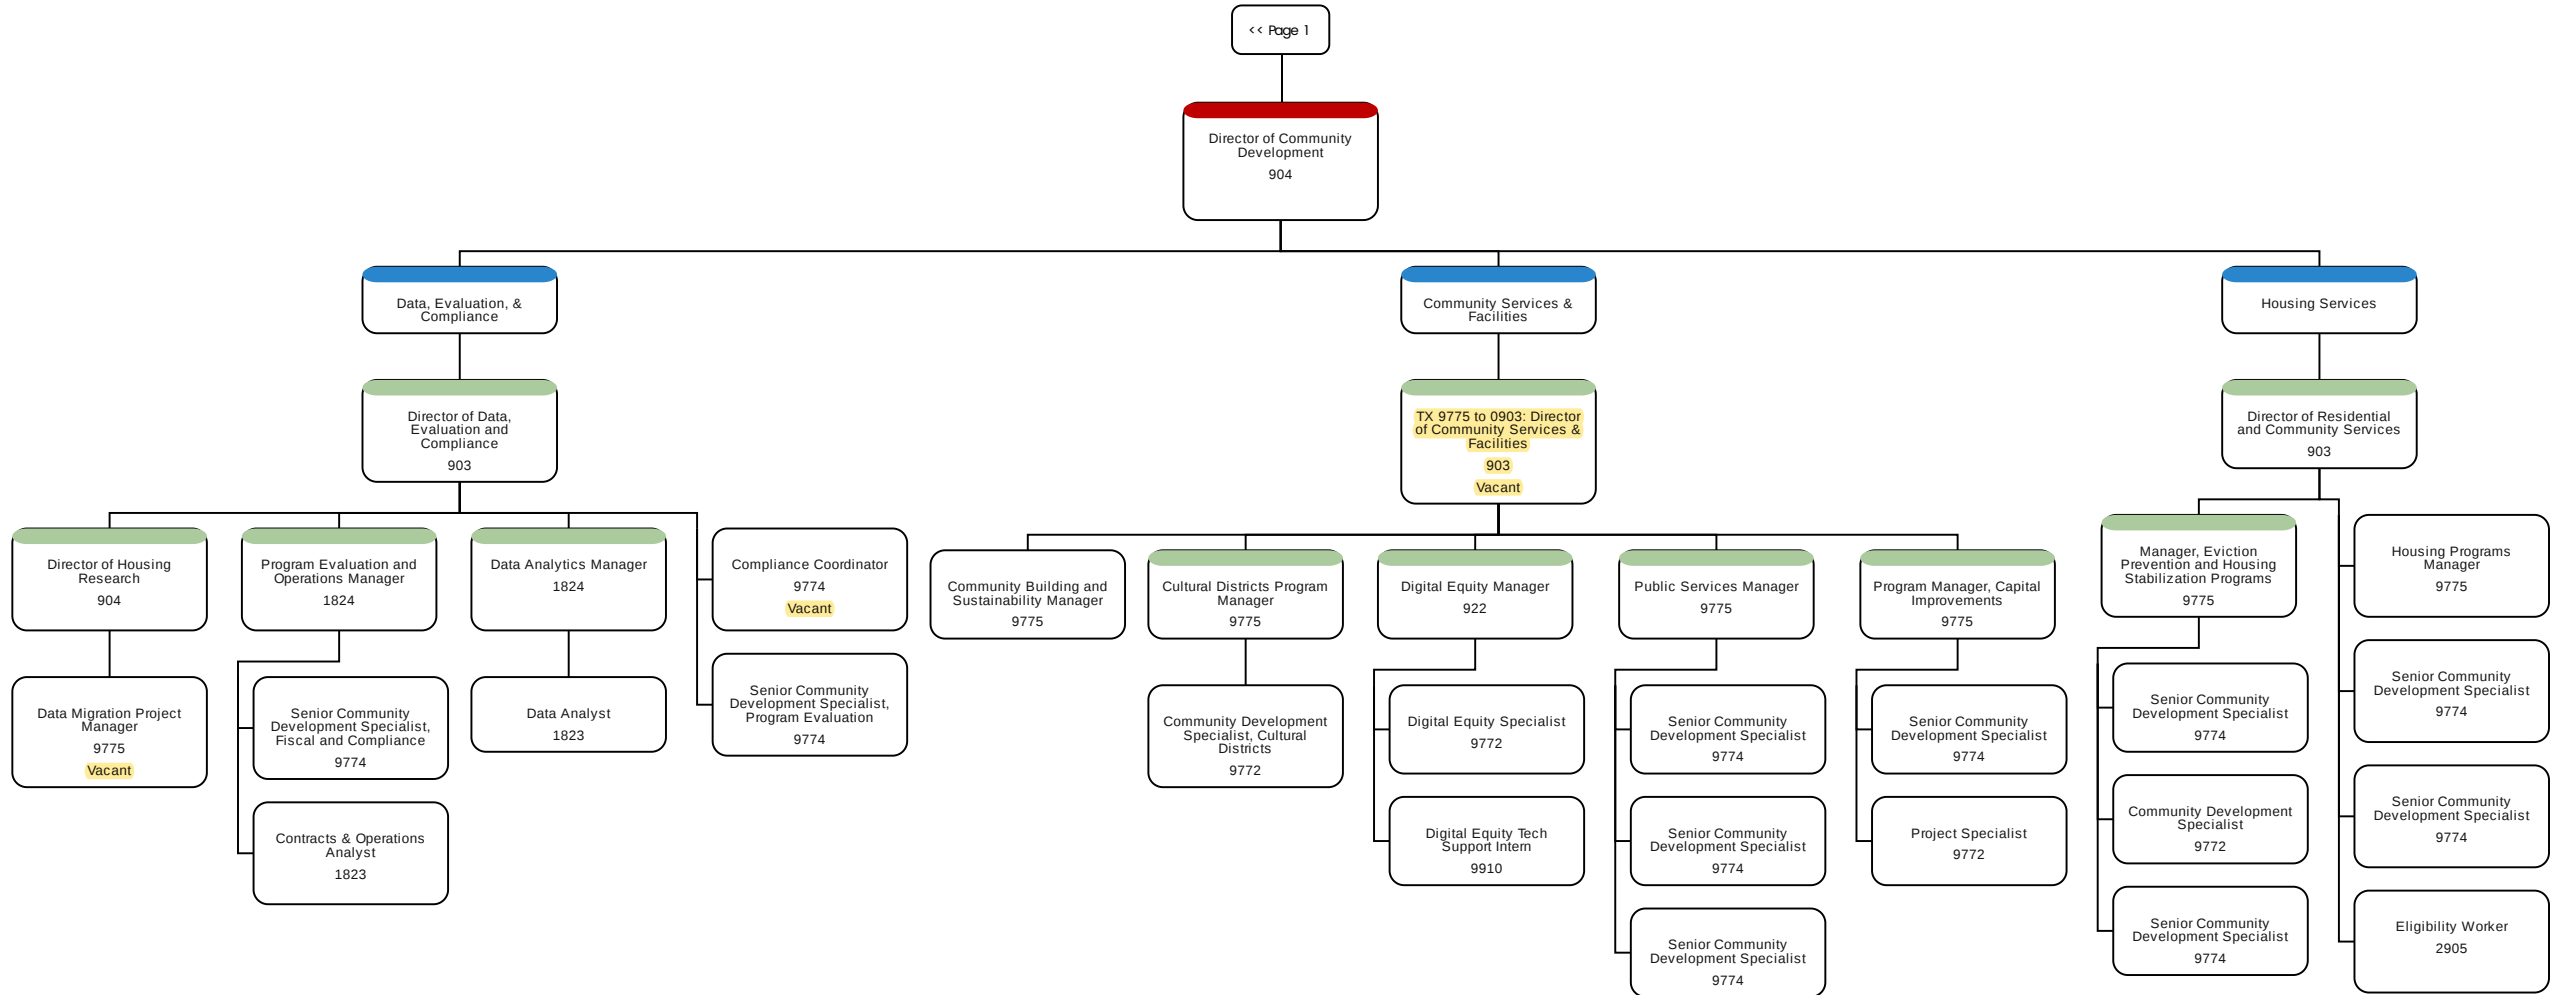 << Page 1
Director of Community
Development
904
Data, Evaluation, &
Compliance
Community Services &
Facilities
Housing Services
Director of Data,
Evaluation and
Compliance
903
TX 9775 to 0903: Director
of Community Services &
Facilities
903
Vacant
Director of Residential
and Community Services
903
Director of Housing
Research
904
Program Evaluation and
Operations Manager
1824
Data Analytics Manager
1824
Compliance Coordinator
9774
Vacant
Community Building and
Sustainability Manager
9775
Cultural Districts Program
Manager
9775
Digital Equity Manager
922
Public Services Manager
9775
Program Manager, Capital
Improvements
9775
Manager, Eviction
Prevention and Housing
Stabilization Programs
9775
Housing Programs
Manager
9775
Data Migration Project
Manager
9775
Vacant
Senior Community
Development Specialist,
Fiscal and Compliance
9774
Contracts & Operations
Analyst
1823
Data Analyst
1823
Senior Community
Development Specialist,
Program Evaluation
9774
Community Development
Specialist, Cultural
Districts
9772
Digital Equity Specialist
9772
Digital Equity Tech
Support Intern
9910
Senior Community
Development Specialist
9774
Senior Community
Development Specialist
9774
Senior Community
Development Specialist
9774
Senior Community
Development Specialist
9774
Project Specialist
9772
Senior Community
Development Specialist
9774
Community Development
Specialist
9772
Senior Community
Development Specialist
9774
Senior Community
Development Specialist
9774
Senior Community
Development Specialist
9774
Eligibility Worker
2905